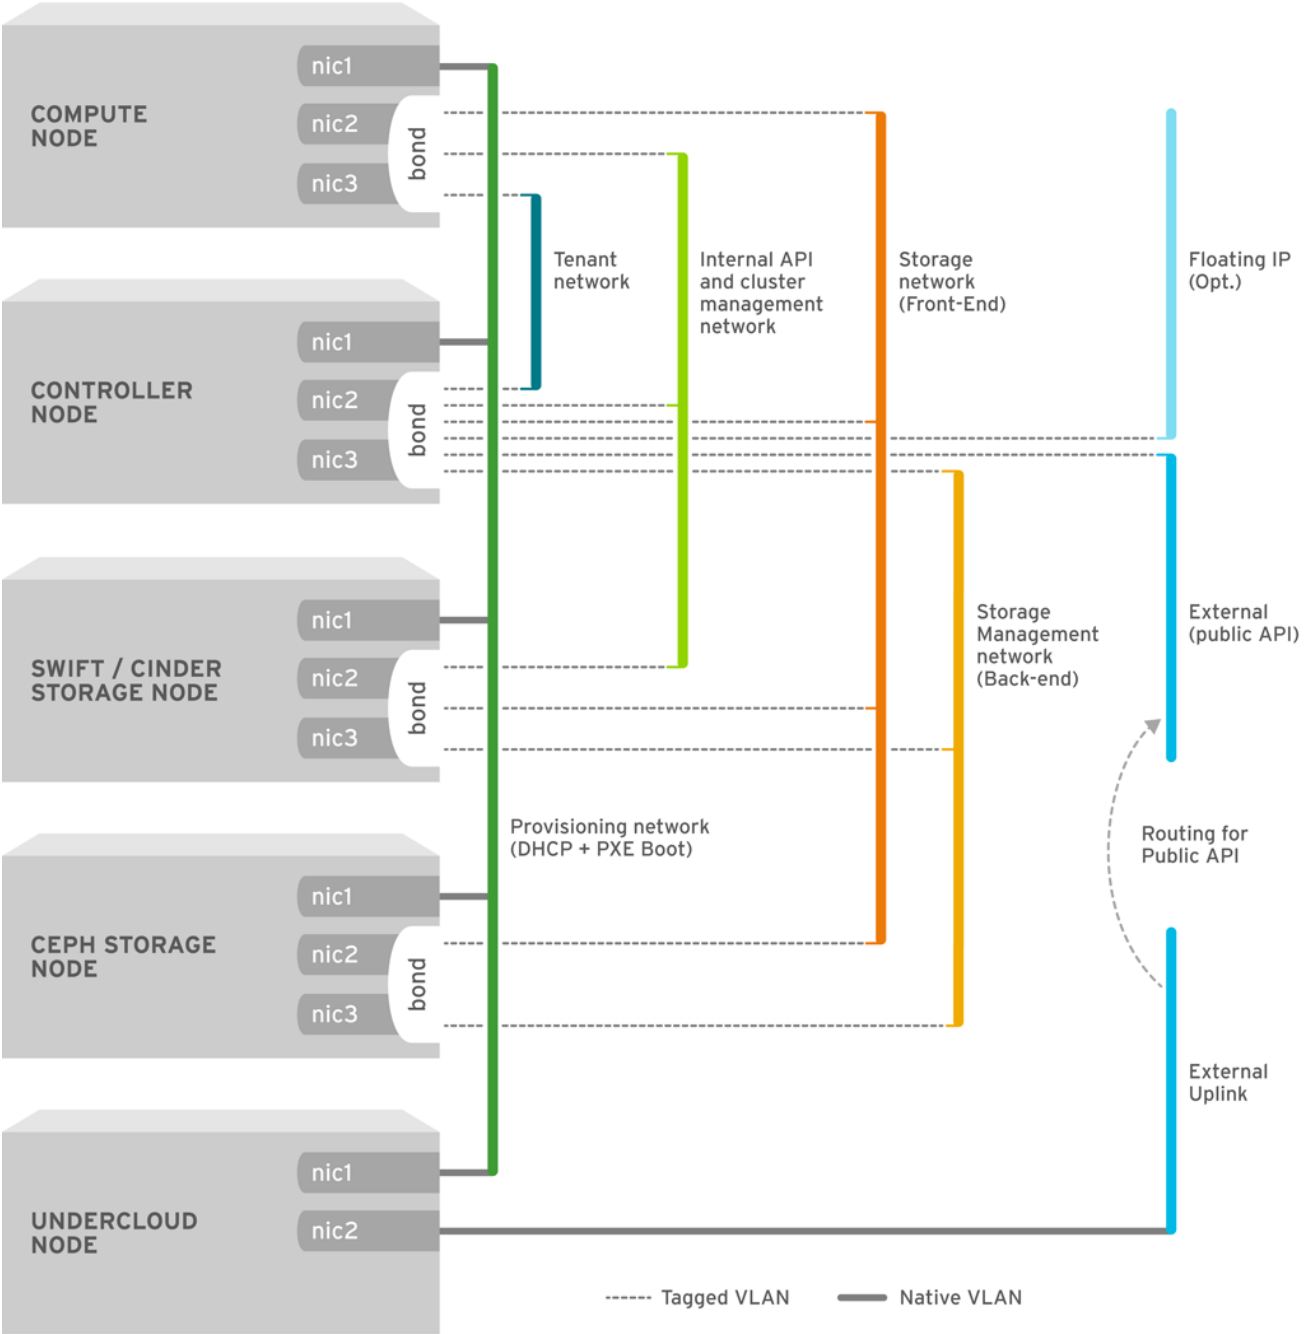 COMPUTE
NODE
nic1
nic2
nic3
bond
Tenant
network
Internal API
and cluster
management
network
Storage
network
(Front-End)
Floating IP
(Opt.)
CONTROLLER
NODE
nic1
nic2
nic3
bond
SWIFT / CINDER
STORAGE NODE
nic1
nic2
nic3
bond
Storage
Management
network
(Back-end)
External
(public API)
Provisioning network
(DHCP + PXE Boot)
Routing for
Public API
CEPH STORAGE
NODE
nic1
nic2
nic3
bond
External
Uplink
UNDERCLOUD
NODE
nic1
nic2
Tagged VLAN
Native VLAN